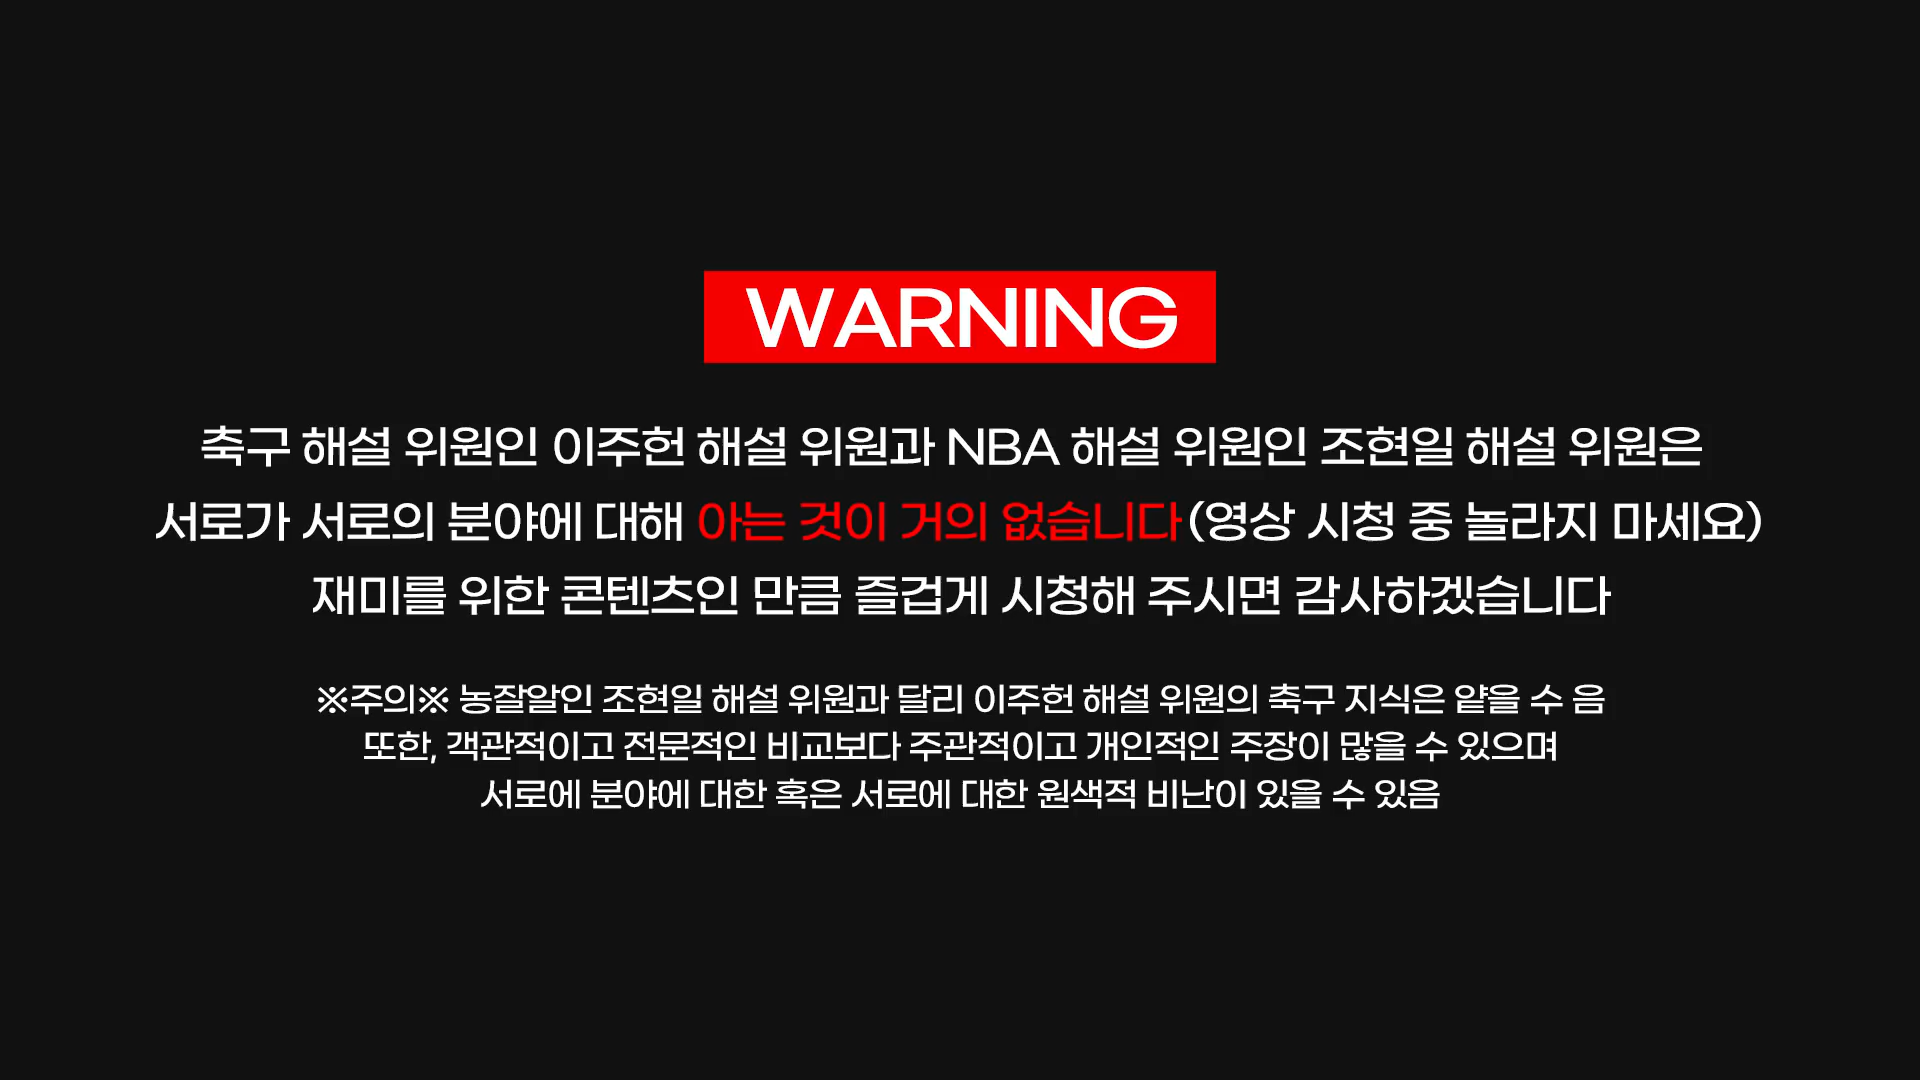 WARNING
축구 해설 위원인 이주헌 해설 위원과 NBA 해설 위원인 조현일 해설 위원은
서로가 서로의 분야에 대해 아는 것이 거의 없습니다(영상 시청 중 놀라지 마세요)
재미를 위한 콘텐츠인 만큼 즐겁게 시청해 주시면 감사하겠습니다
※주의※ 농잘알인 조현일 해설 위원과 달리 이주헌 해설 위원의 축구 지식은 얕을 수 음
또한, 객관적이고 전문적인 비교보다 주관적이고 개인적인 주장이 많을 수 있으며
서로에 분야에 대한 혹은 서로에 대한 원색적 비난이 있을 수 있음